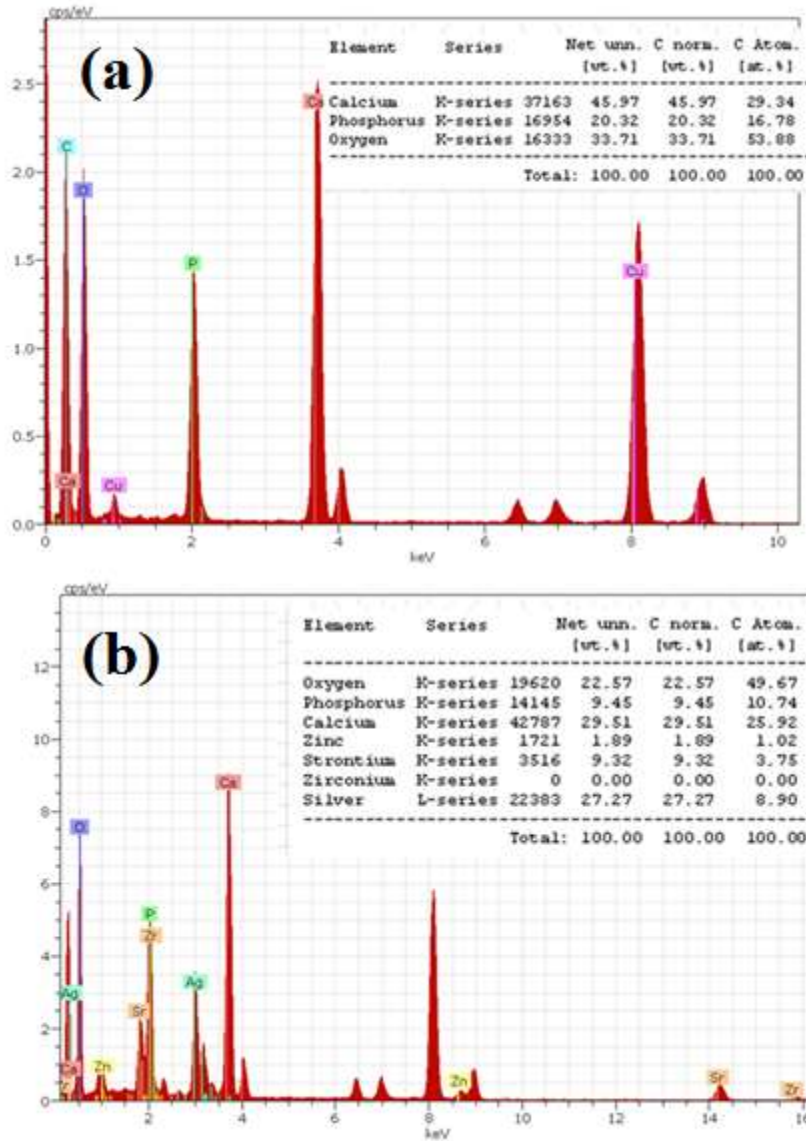 cps/eV
(a)
Element Series Net unn. C norm. C Atom.
[wt.%] [wt.%] [at.%]
Calcium K-series 37163 45.97 45.97 29.34
Phosphorus K-series 16954 20.32 20.32 16.78
Oxygen K-series 16333 33.71 33.71 53.88
Total: 100.00 100.00 100.00
2.5
2.0
1.5
1.0
0.5
0.0
C
O
Ca
Cu
P
Ca
Cu
0 2 4 6 8 10
keV
cps/eV
(b)
Element Series Net unn. C norm. C Atom.
[wt.%] [wt.%] [at.%]
Oxygen K-series 19620 22.57 22.57 49.67
Phosphorus K-series 14145 9.45 9.45 10.74
Calcium K-series 42787 29.51 29.51 25.92
Zinc K-series 1721 1.89 1.89 1.02
Strontium K-series 3516 9.32 9.32 3.75
Zirconium K-series 0 0.00 0.00 0.00
Silver L-series 22383 27.27 27.27 8.90
Total: 100.00 100.00 100.00
12
10
8
6
4
2
0
O
Ag
Ca
Zr
Zn
Sr
P
Zr
Ag
Ca
Zn
Sr
Zr
2 4 6 8 10 12 14 16
keV